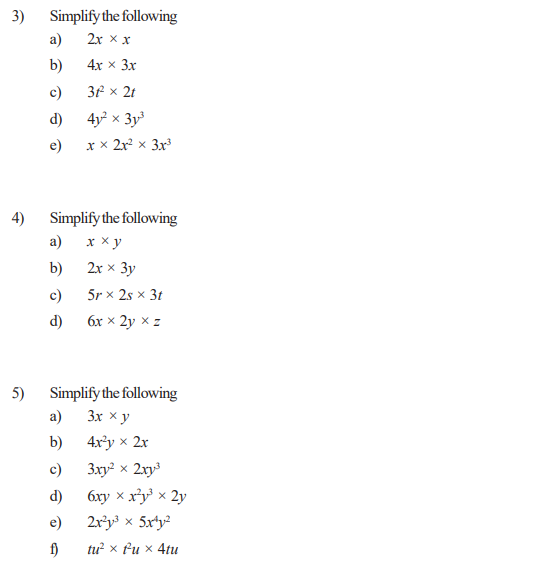 3) Simplify the following
a) 2x × x
b) 4x × 3x
c) 3t² × 2t
d) 4y² × 3y³
e) x × 2x² × 3x³
4) Simplify the following
a) x × y
b) 2x × 3y
c) 5r × 2s × 3t
d) 6x × 2y × z
5) Simplify the following
a) 3x × y
b) 4x²y × 2x
c) 3xy² × 2xy³
d) 6xy × x²y³ × 2y
e) 2x²y³ × 5x⁴y²
f) tu² × t²u × 4tu